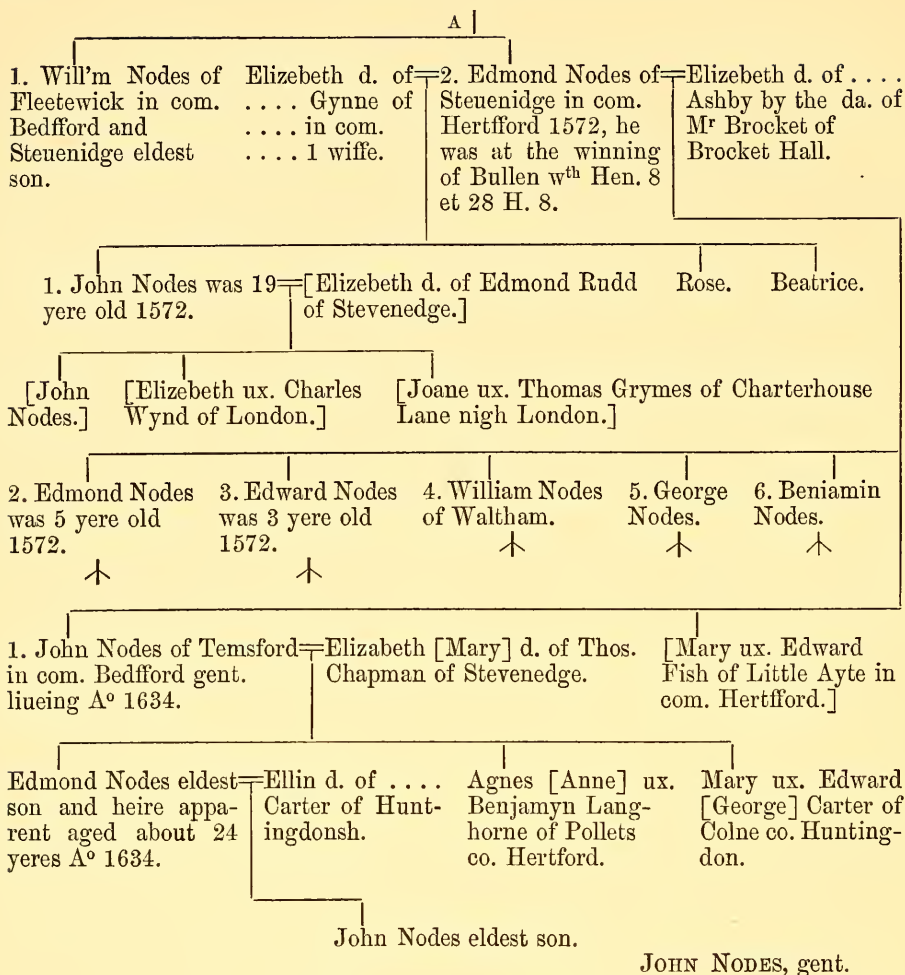 A
1. Will'm Nodes of
Fleetewick in com.
Bedfford and
Steuenidge eldest
son.
Elizebeth d. of
. . . . Gynne of
. . . . in com.
. . . . 1 wiffe.
2. Edmond Nodes of
Steuenidge in com.
Hertfford 1572, he
was at the winning
of Bullen wth Hen. 8
et 28 H. 8.
Elizebeth d. of . . . .
Ashby by the da. of
Mr Brocket of
Brocket Hall.
1. John Nodes was 19
yere old 1572.
[Elizebeth d. of Edmond Rudd
of Stevenedge.]
Rose.
Beatrice.
[John
Nodes.]
[Elizebeth ux. Charles
Wynd of London.]
[Joane ux. Thomas Grymes of Charterhouse
Lane nigh London.]
2. Edmond Nodes
was 5 yere old
1572.
3. Edward Nodes
was 3 yere old
1572.
4. William Nodes
of Waltham.
5. George
Nodes.
6. Beniamin
Nodes.
1. John Nodes of Temsford
in com. Bedfford gent.
liueing Ao 1634.
Elizabeth [Mary] d. of Thos.
Chapman of Stevenedge.
[Mary ux. Edward
Fish of Little Ayte in
com. Hertfford.]
Edmond Nodes eldest
son and heire appa-
rent aged about 24
yeres Ao 1634.
Ellin d. of . . . .
Carter of Hunt-
ingdonsh.
Agnes [Anne] ux.
Benjamyn Lang-
horne of Pollets
co. Hertford.
Mary ux. Edward
[George] Carter of
Colne co. Hunting-
don.
John Nodes eldest son.
JOHN NODES, gent.